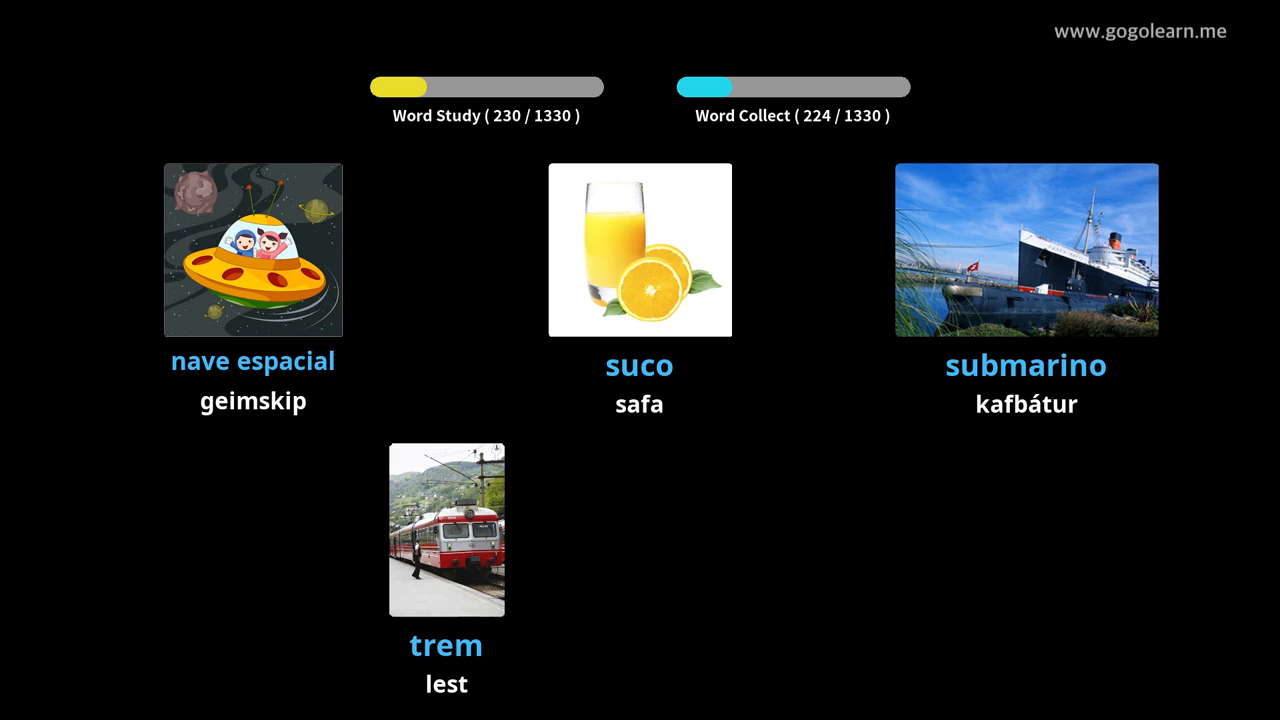 www.gogolearn.me
Word Study ( 230 / 1330 )
Word Collect ( 224 / 1330 )
nave espacial
geimskip
suco
safa
submarino
kafbátur
trem
lest